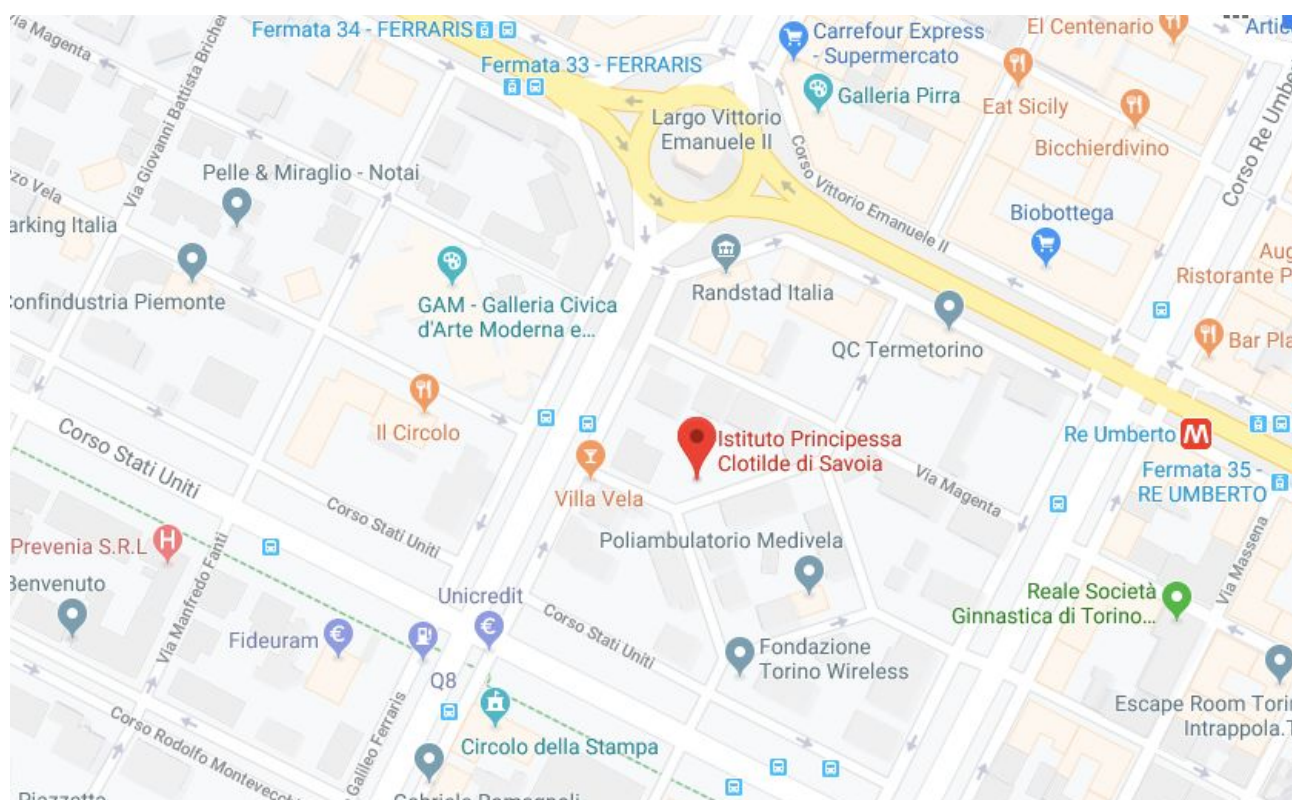 Fermata 34 - FERRARIS
Carrefour Express
- Supermercato
El Centenario
Via Magenta
Via Giovanni Battista
Fermata 33 - FERRARIS
Galleria Pirra
Eat Sicily
Largo Vittorio
Emanuele II
Bicchierdivino
Corso Re
Corso Vittorio Emanuele II
Pelle & Miraglio - Notai
Vela
arking Italia
Biobottega
Randstad Italia
Ristorante P
onfindustria Piemonte
GAM - Galleria Civica
d'Arte Moderna e...
QC Termetorino
Bar Pla
Il Circolo
Corso Stati Uniti
Istituto Principessa
Clotilde di Savoia
Re Umberto M
Villa Vela
Via Magenta
Fermata 35 -
RE UMBERTO
Corso Stati Uniti
Prevenia S.R.L
H
Poliambulatorio Medivela
Via Massena
Benvenuto
Via Manfredo Fanti
Unicredit
Reale Società
Ginnastica di Torino...
Fideuram
Corso Stati Uniti
Fondazione
Torino Wireless
Q8
Galileo Ferraris
Escape Room Tori
Intrappola.T
Corso Rodolfo Montevecc
Circolo della Stampa